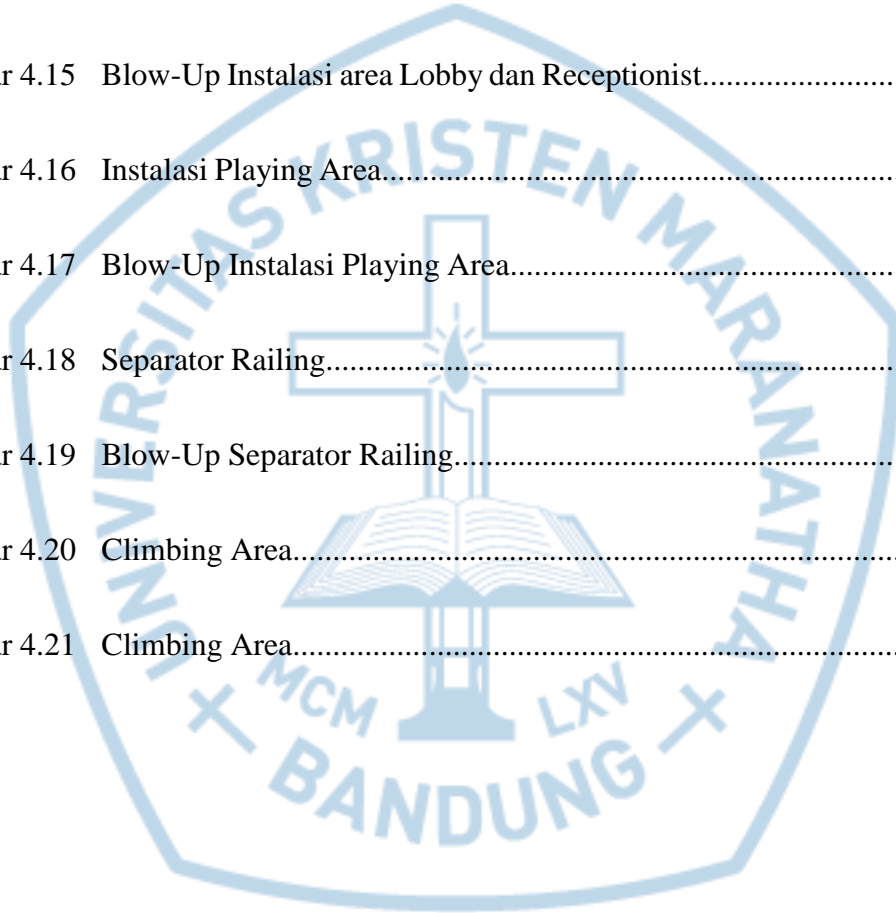 r 4.15 Blow-Up Instalasi area Lobby dan Receptionist.......................
r 4.16 Instalasi Playing Area...............................................................
r 4.17 Blow-Up Instalasi Playing Area...............................................
r 4.18 Separator Railing......................................................................
r 4.19 Blow-Up Separator Railing......................................................
r 4.20 Climbing Area..........................................................................
r 4.21 Climbing Area..........................................................................
UNIVERSITAS KRISTEN MARANATHA
MCM LXV
BANDUNG